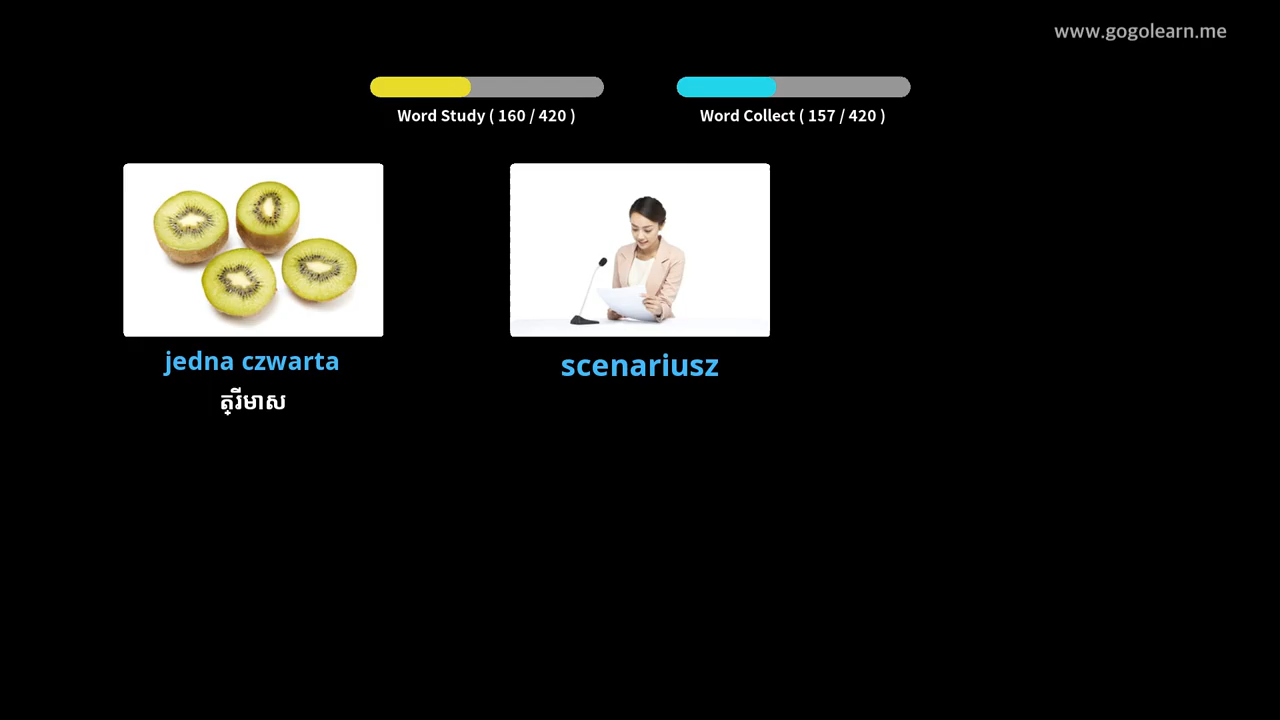 www.gogolearn.me
Word Study ( 160 / 420 )
Word Collect ( 157 / 420 )
jedna czwarta
ត្រីមាស
scenariusz